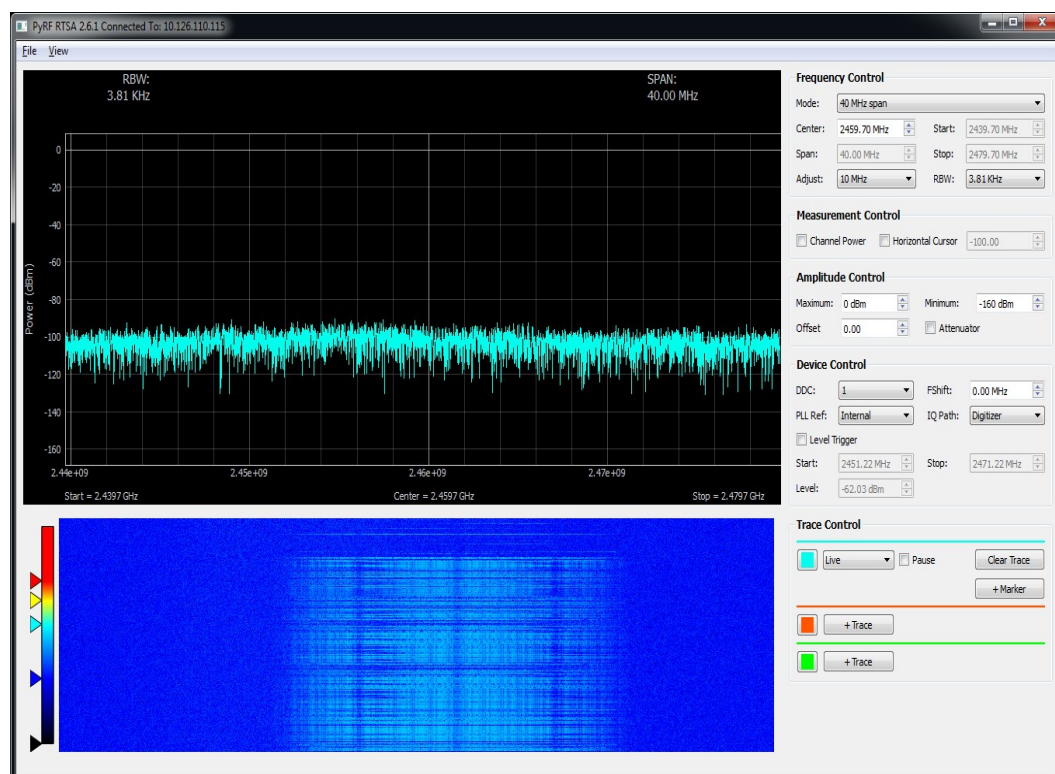 PyRF RTSA 2.6.1 Connected To: 10.126.110.115
File View
RBW: SPAN:
3.81 KHz 40.00 MHz
Power (dBm)
0
-20
-40
-60
-80
-100
-120
-140
-160
2.44e+09 2.45e+09 2.46e+09 2.47e+09
Start = 2.4397 GHz Center = 2.4597 GHz Stop = 2.4797 GHz
Frequency Control
Mode: 40 MHz span
Center: 2459.70 MHz Start: 2439.70 MHz
Span: 40.00 MHz Stop: 2479.70 MHz
Adjust: 10 MHz RBW: 3.81 KHz
Measurement Control
Channel Power Horizontal Cursor -100.00
Amplitude Control
Maximum: 0 dBm Minimum: -160 dBm
Offset 0.00 Attenuator
Device Control
DDC: 1 FShift: 0.00 MHz
PLL Ref: Internal IQ Path: Digitizer
Level Trigger
Start: 2451.22 MHz Stop: 2471.22 MHz
Level: -62.03 dBm
Trace Control
Live Pause Clear Trace
+ Marker
+ Trace
+ Trace